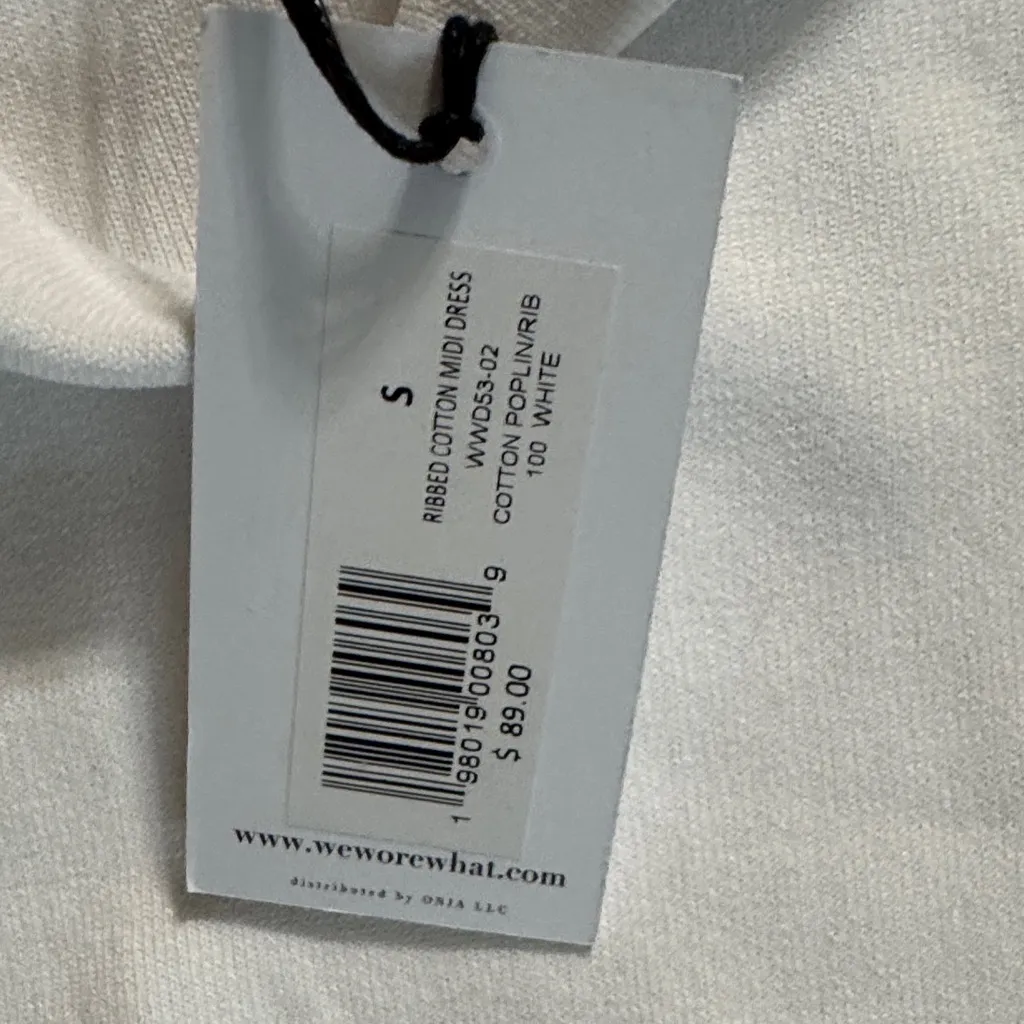 S
RIBBED COTTON MIDI DRESS
WWD53-02
COTTON POPLIN/RIB
100 WHITE
1 98019 00803 9
$ 89.00
www.weworewhat.com
distributed by ONIA LLC